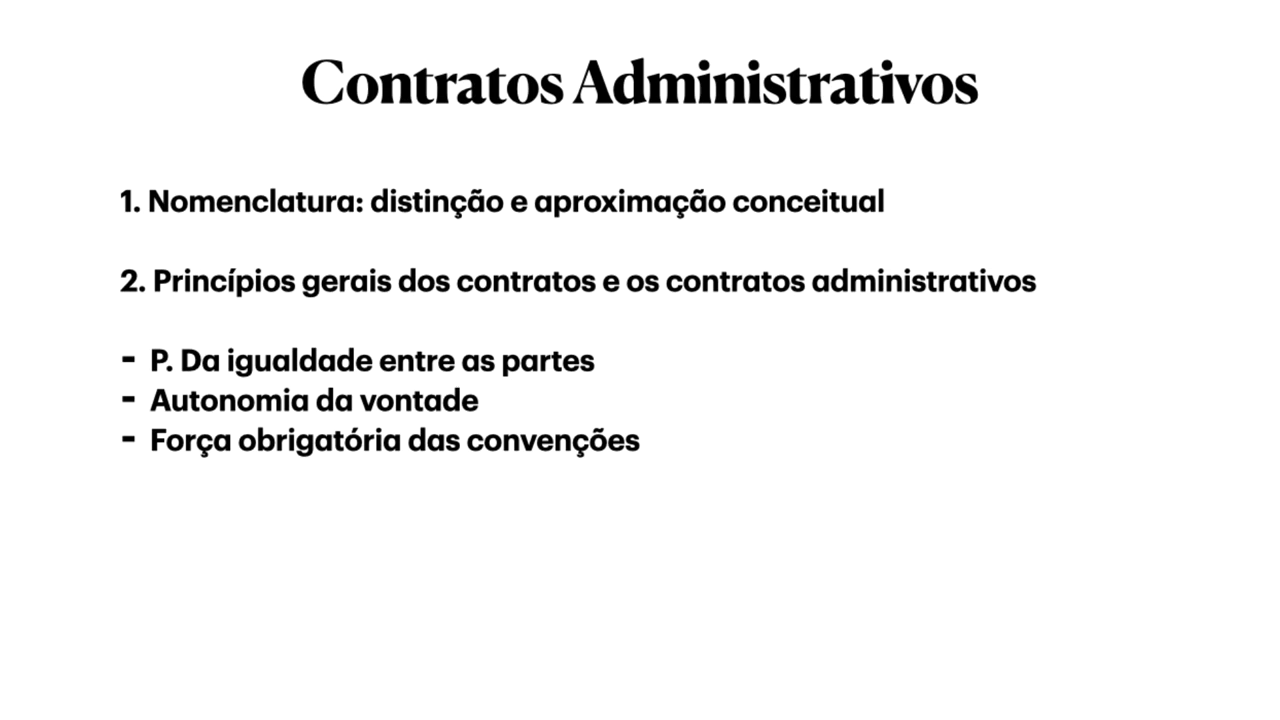 Contratos Administrativos
1. Nomenclatura: distinção e aproximação conceitual
2. Princípios gerais dos contratos e os contratos administrativos
- P. Da igualdade entre as partes
- Autonomia da vontade
- Força obrigatória das convenções